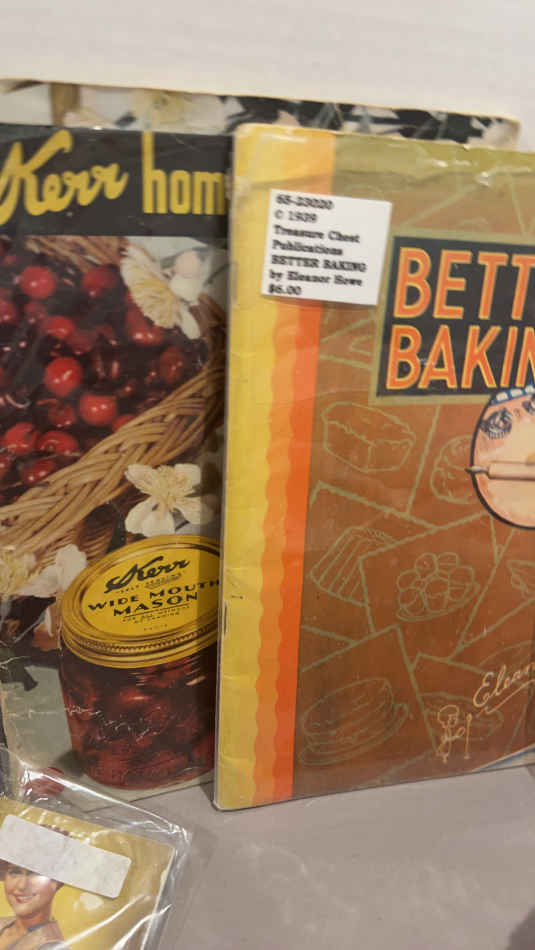 Kerr hom
65-23020
© 1939
Treasure Chest
Publications
BETTER BAKING
by Eleanor Howe
$6.00
BETT
BAKIN
Kerr
WIDE MOUTH
MASON
Elean